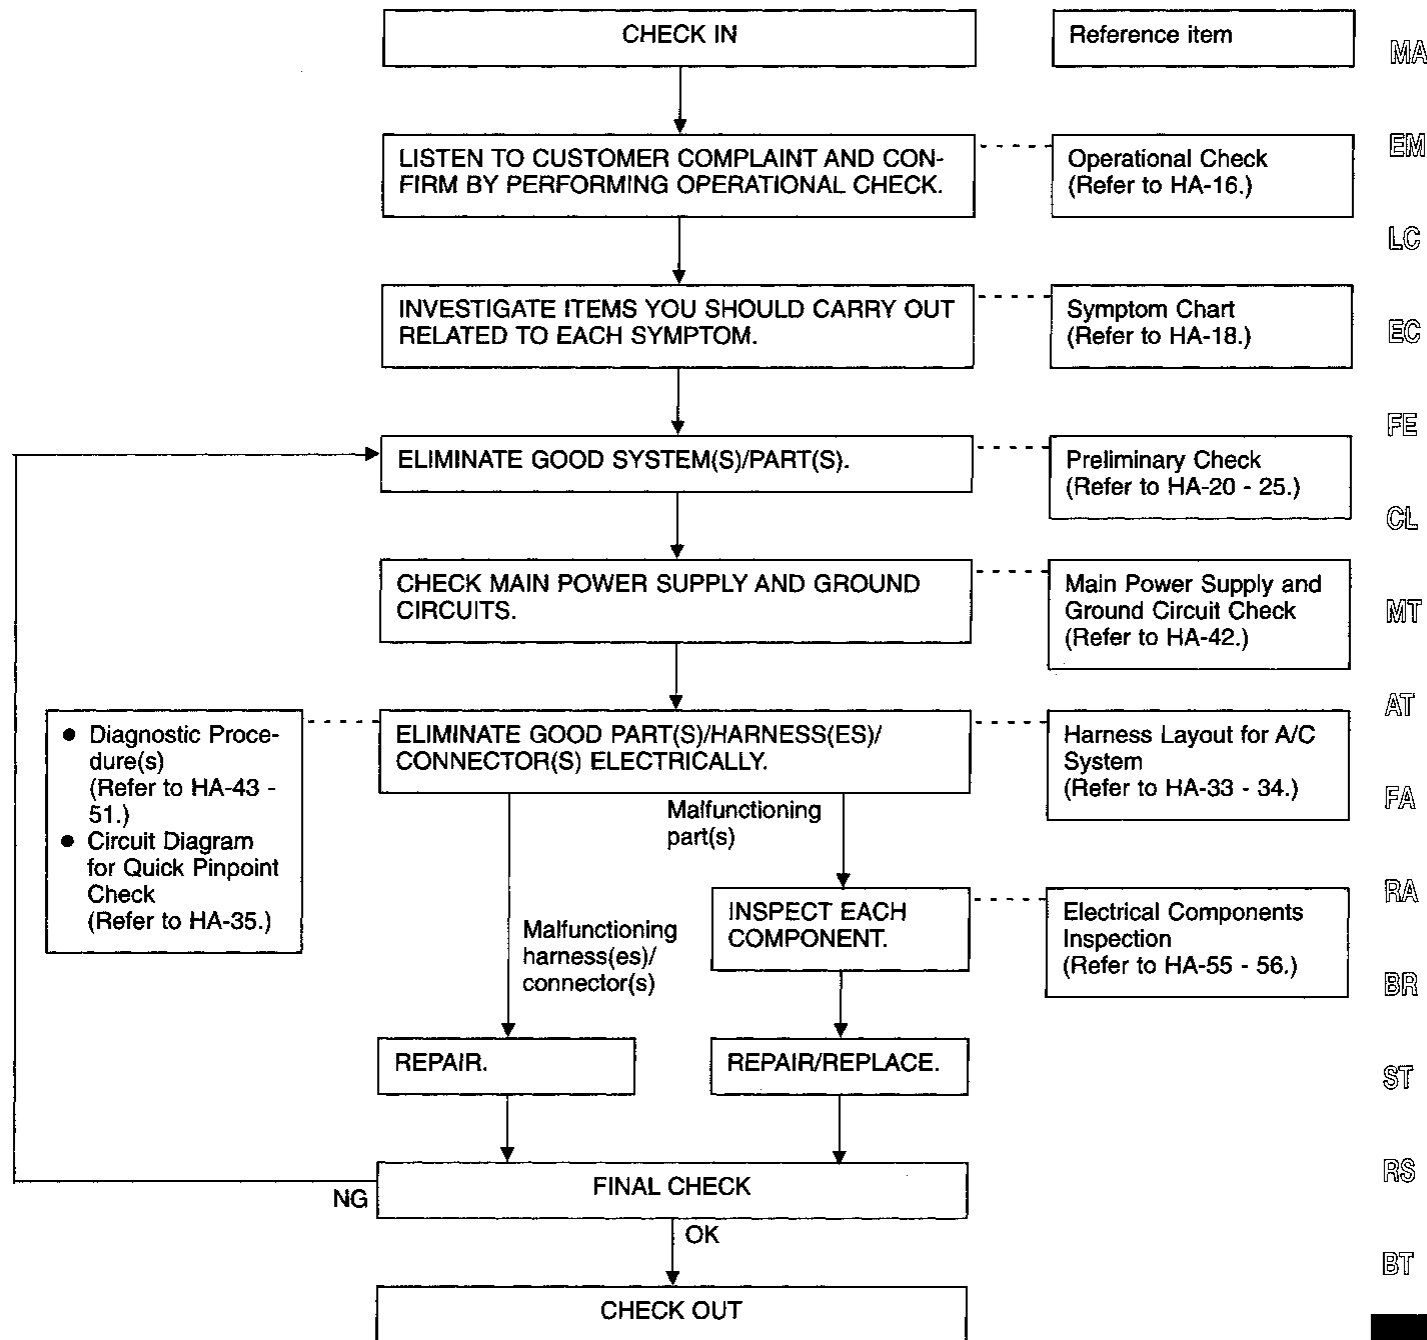 CHECK IN
Reference item
LISTEN TO CUSTOMER COMPLAINT AND CON-
FIRM BY PERFORMING OPERATIONAL CHECK.
Operational Check
(Refer to HA-16.)
INVESTIGATE ITEMS YOU SHOULD CARRY OUT
RELATED TO EACH SYMPTOM.
Symptom Chart
(Refer to HA-18.)
ELIMINATE GOOD SYSTEM(S)/PART(S).
Preliminary Check
(Refer to HA-20 - 25.)
CHECK MAIN POWER SUPPLY AND GROUND
CIRCUITS.
Main Power Supply and
Ground Circuit Check
(Refer to HA-42.)
● Diagnostic Proce-
dure(s)
(Refer to HA-43 -
51.)
● Circuit Diagram
for Quick Pinpoint
Check
(Refer to HA-35.)
ELIMINATE GOOD PART(S)/HARNESS(ES)/
CONNECTOR(S) ELECTRICALLY.
Harness Layout for A/C
System
(Refer to HA-33 - 34.)
Malfunctioning
part(s)
Malfunctioning
harness(es)/
connector(s)
INSPECT EACH
COMPONENT.
Electrical Components
Inspection
(Refer to HA-55 - 56.)
REPAIR.
REPAIR/REPLACE.
FINAL CHECK
NG
OK
CHECK OUT
MA
EM
LC
EC
FE
CL
MT
AT
FA
RA
BR
ST
RS
BT